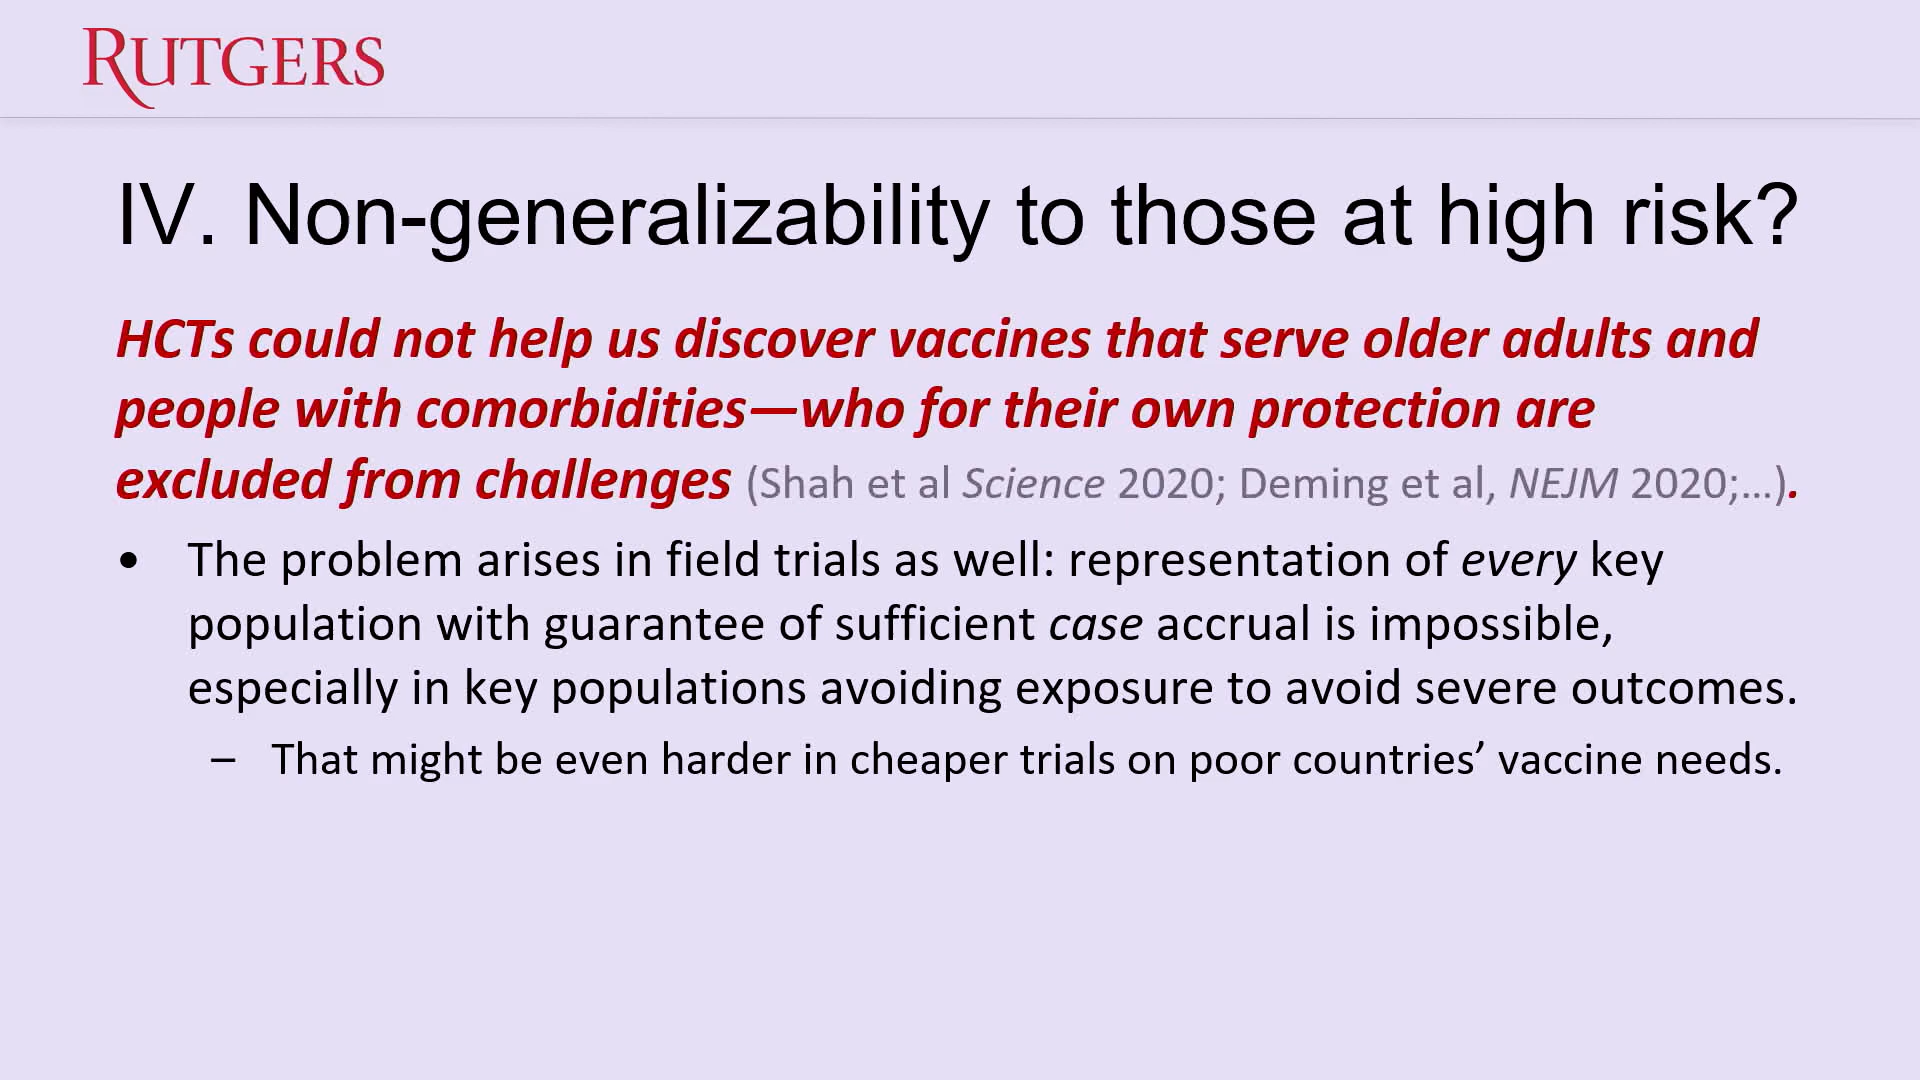 RUTGERS
IV. Non-generalizability to those at high risk?
HCTs could not help us discover vaccines that serve older adults and
people with comorbidities—who for their own protection are
excluded from challenges (Shah et al Science 2020; Deming et al, NEJM 2020;…).
• The problem arises in field trials as well: representation of every key
population with guarantee of sufficient case accrual is impossible,
especially in key populations avoiding exposure to avoid severe outcomes.
– That might be even harder in cheaper trials on poor countries’ vaccine needs.